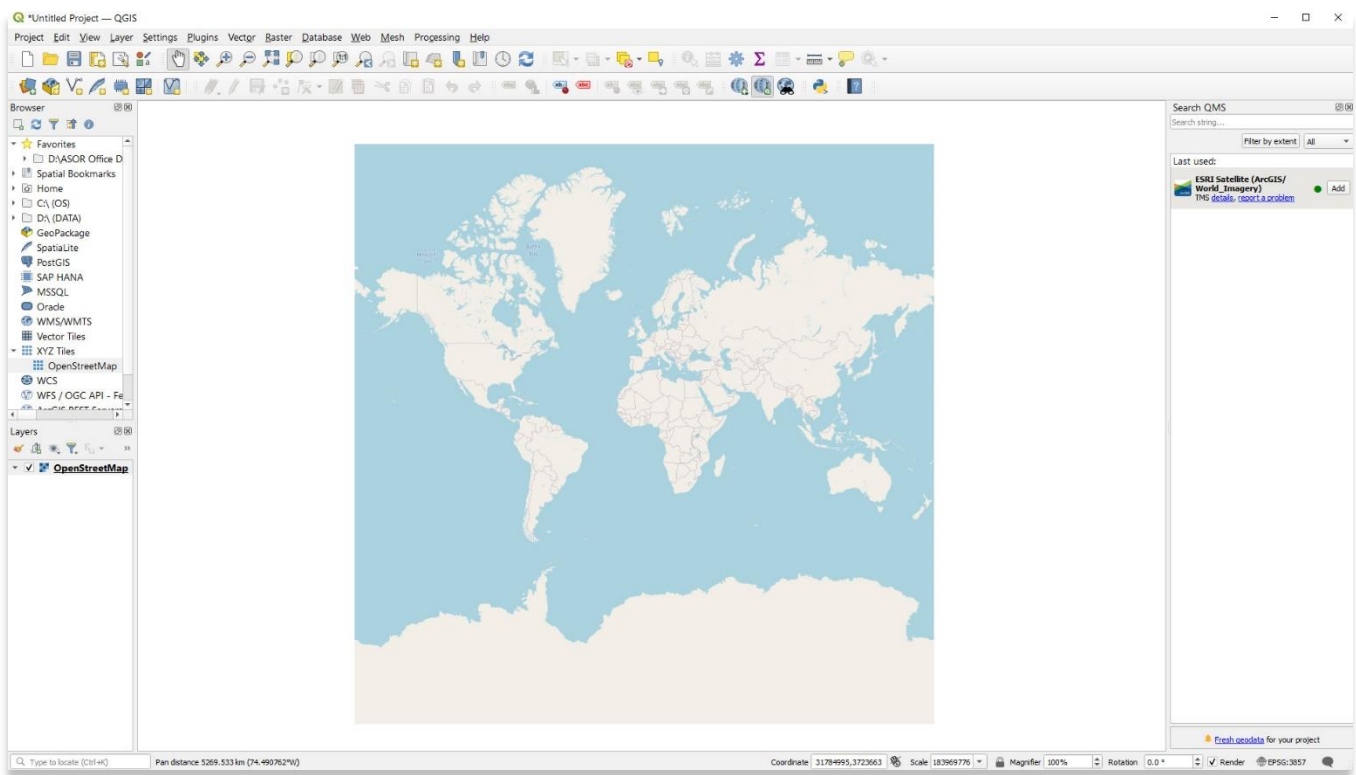 *Untitled Project — QGIS
Project Edit View Layer Settings Plugins Vector Raster Database Web Mesh Processing Help
Browser
Favorites
D:\ASOR Office D
Spatial Bookmarks
Home
C:\ (OS)
D:\ (DATA)
GeoPackage
SpatiaLite
PostGIS
SAP HANA
MSSQL
Oracle
WMS/WMTS
Vector Tiles
XYZ Tiles
OpenStreetMap
WCS
WFS / OGC API - Fe
Layers
OpenStreetMap
Search QMS
Search string...
Filter by extent All
Last used:
ESRI Satellite (ArcGIS/
World_Imagery)
TMS details, report a problem
Add
Fresh geodata for your project
Type to locate (Ctrl+K) Pan distance 5269.533 km (74.490762°W) Coordinate 31784995,3723663 Scale 183969776 Magnifier 100% Rotation 0.0 ° Render EPSG:3857